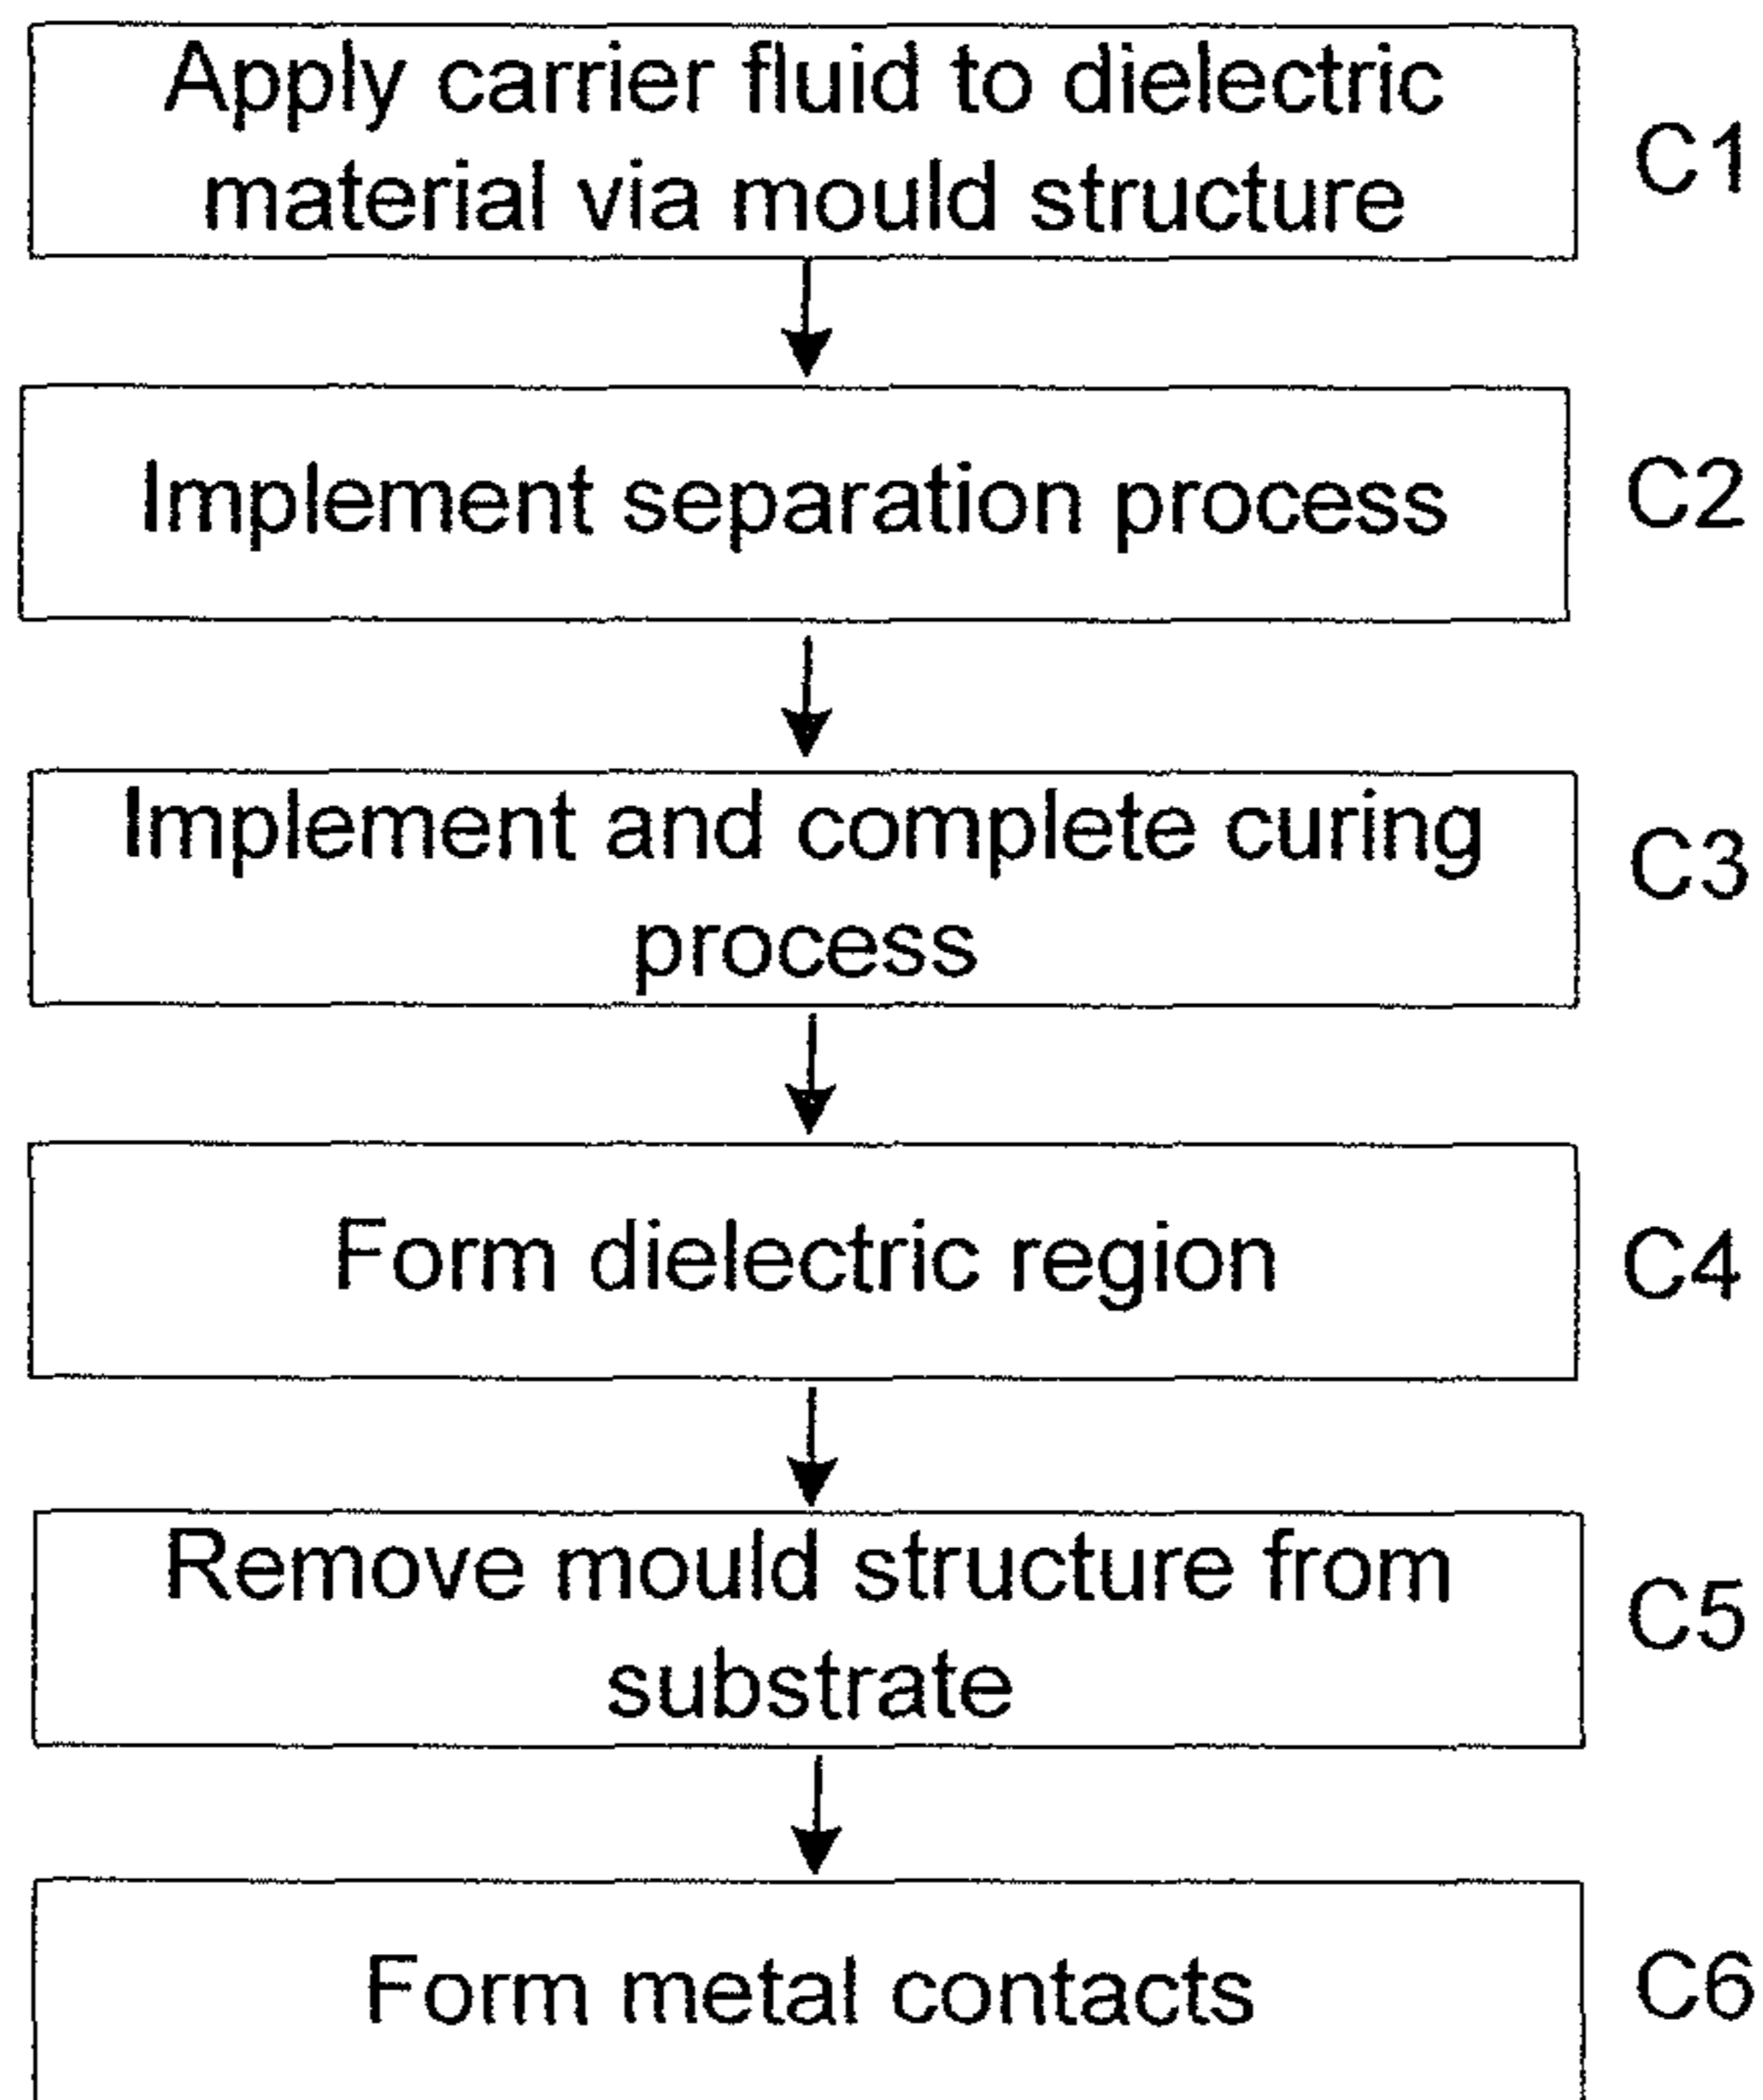 Apply carrier fluid to dielectric
material via mould structure
C1
Implement separation process
C2
Implement and complete curing
process
C3
Form dielectric region
C4
Remove mould structure from
substrate
C5
Form metal contacts
C6